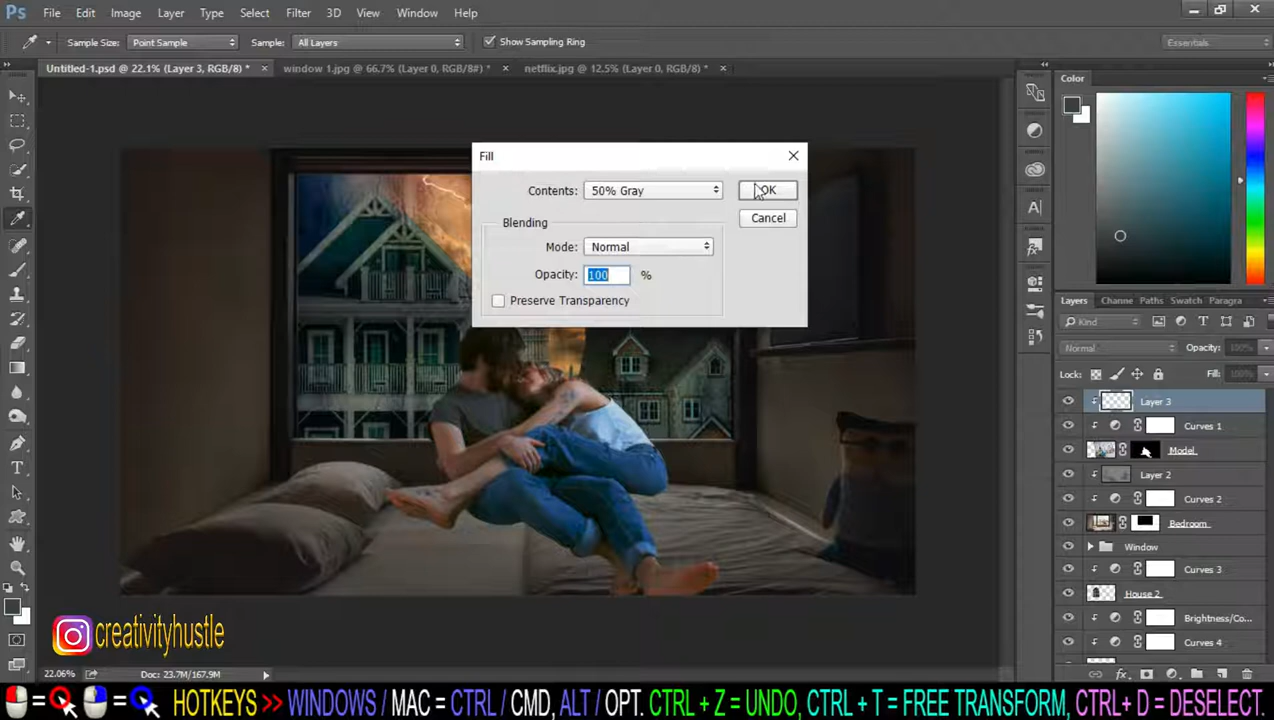 Ps File Edit Image Layer Type Select Filter 3D View Window Help
Sample Size: Point Sample Sample: All Layers Show Sampling Ring Essentials
Untitled-1.psd @ 22.1% (Layer 3, RGB/8) * × window 1.jpg @ 66.7% (Layer 0, RGB/8#) * × netflix.jpg @ 12.5% (Layer 0, RGB/8) * ×
Color
Fill
Contents: 50% Gray OK
Blending Cancel
Mode: Normal
Opacity: 100 %
Preserve Transparency
Layers Channe Paths Swatch Paragra
Kind
Normal Opacity: 100%
Lock: Fill: 100%
Layer 3
Curves 1
Model
Layer 2
Curves 2
Bedroom
Window
Curves 3
House 2
Brightness/Co...
Curves 4
creativityhustle
22.06% Doc: 23.7M/167.9M
= = HOTKEYS >> WINDOWS / MAC = CTRL / CMD, ALT / OPT. CTRL + Z = UNDO, CTRL + T = FREE TRANSFORM, CTRL+ D = DESELECT.